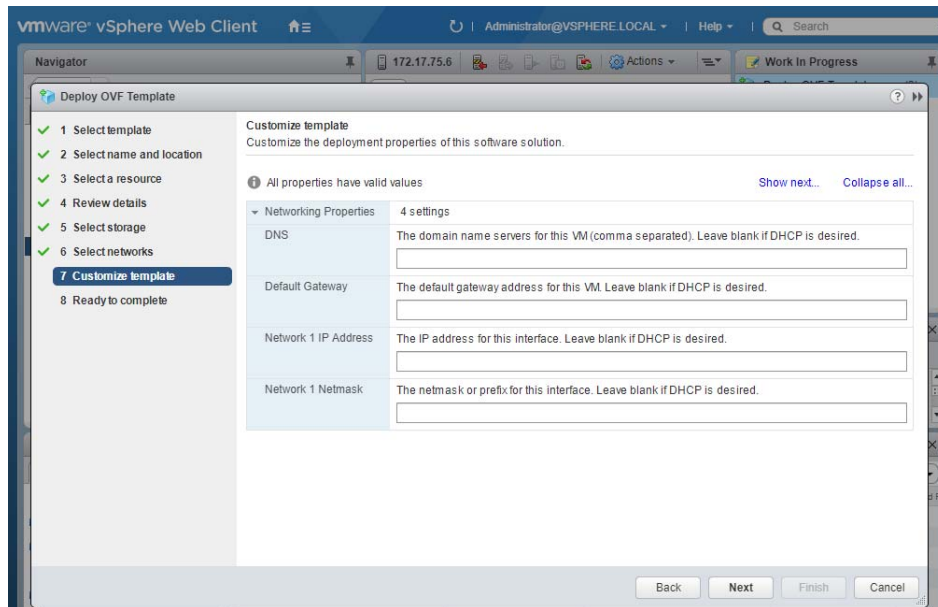 vmware® vSphere Web Client
Administrator@VSPHERE.LOCAL
Help
Search
Navigator
172.17.75.6
Actions
Work In Progress
Deploy OVF Template
1 Select template
2 Select name and location
3 Select a resource
4 Review details
5 Select storage
6 Select networks
7 Customize template
8 Ready to complete
Customize template
Customize the deployment properties of this software solution.
All properties have valid values
Show next...
Collapse all...
Networking Properties
4 settings
DNS
The domain name servers for this VM (comma separated). Leave blank if DHCP is desired.
Default Gateway
The default gateway address for this VM. Leave blank if DHCP is desired.
Network 1 IP Address
The IP address for this interface. Leave blank if DHCP is desired.
Network 1 Netmask
The netmask or prefix for this interface. Leave blank if DHCP is desired.
Back
Next
Finish
Cancel